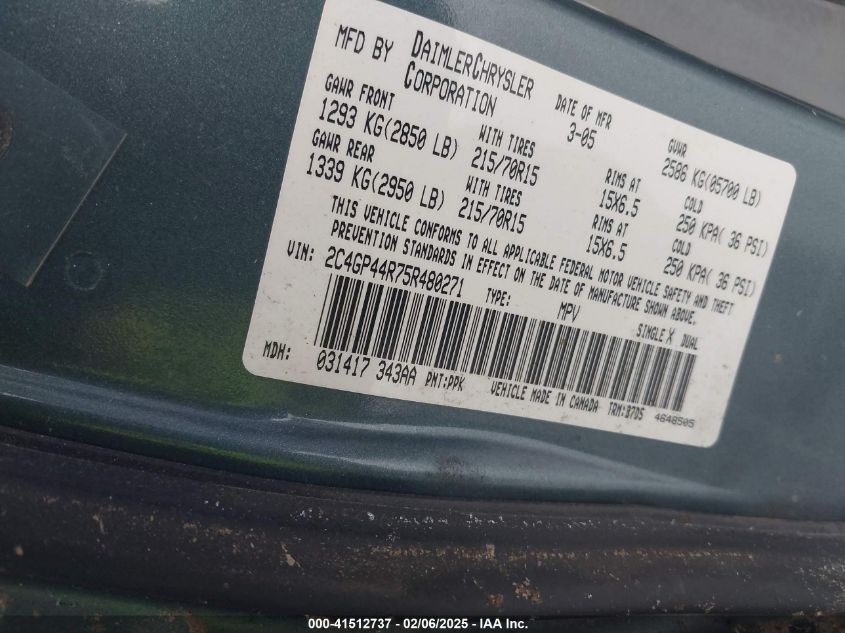 MFD BY DAIMLERCHRYSLER CORPORATION DATE OF MFR 3-05 GVWR 2586 KG(05700 LB)
GAWR FRONT WITH TIRES RIMS AT COLD
1293 KG(2850 LB) 215/70R15 15X6.5 250 KPA( 36 PSI)
GAWR REAR WITH TIRES RIMS AT COLD
1339 KG(2950 LB) 215/70R15 15X6.5 250 KPA( 36 PSI)
THIS VEHICLE CONFORMS TO ALL APPLICABLE FEDERAL MOTOR VEHICLE SAFETY AND THEFT
PREVENTION STANDARDS IN EFFECT ON THE DATE OF MANUFACTURE SHOWN ABOVE.
VIN: 2C4GP44R75R480271 TYPE: MPV SINGLE X DUAL
MDH: 031417 343AA PNT:PPK VEHICLE MADE IN CANADA TRM:B7D5 4648505
000-41512737 - 02/06/2025 - IAA Inc.